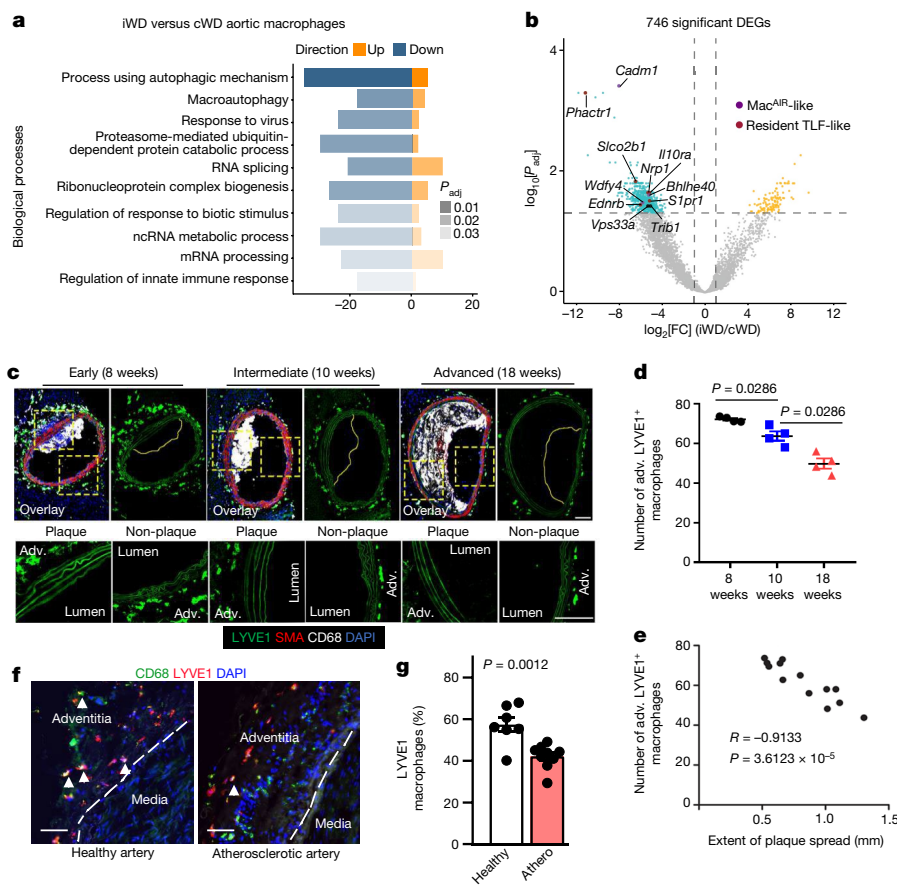 a
iWD versus cWD aortic macrophages
Direction Up Down
Biological processes
Process using autophagic mechanism
Macroautophagy
Response to virus
Proteasome-mediated ubiquitin-
dependent protein catabolic process
RNA splicing
Ribonucleoprotein complex biogenesis
Regulation of response to biotic stimulus
ncRNA metabolic process
mRNA processing
Regulation of innate immune response
Padj
0.01
0.02
0.03
−20 0 20
b
746 significant DEGs
log10[Padj]
4
2
0
Cadm1
Phactr1
MacAIR-like
Resident TLF-like
Slco2b1
Il10ra
Nrp1
Wdfy4
Bhlhe40
Ednrb
S1pr1
Vps33a
Trib1
−12 −8 −4 0 4 8 12
log2[FC] (iWD/cWD)
c
Early (8 weeks) Intermediate (10 weeks) Advanced (18 weeks)
Overlay Overlay Overlay
Plaque Non-plaque Plaque Non-plaque Plaque Non-plaque
Adv. Lumen Lumen Adv.
Lumen Adv. Lumen Adv. Lumen
Lumen Adv.
LYVE1 SMA CD68 DAPI
d
P = 0.0286
P = 0.0286
Number of adv. LYVE1+
macrophages
80
60
40
20
0
8 10 18
weeks weeks weeks
e
Number of adv. LYVE1+
macrophages
80
60
40
20
0
R = −0.9133
P = 3.6123 × 10−5
0 0.5 1.0 1.5
Extent of plaque spread (mm)
f
CD68 LYVE1 DAPI
Adventitia
Media
Healthy artery
Adventitia
Media
Atherosclerotic artery
g
P = 0.0012
LYVE1
macrophages (%)
80
60
40
20
0
Healthy
Athero